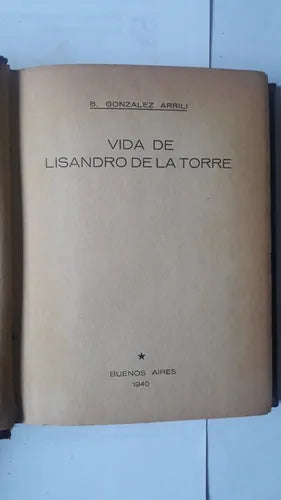 B. GONZALEZ ARRILI
VIDA DE
LISANDRO DE LA TORRE
BUENOS AIRES
1940